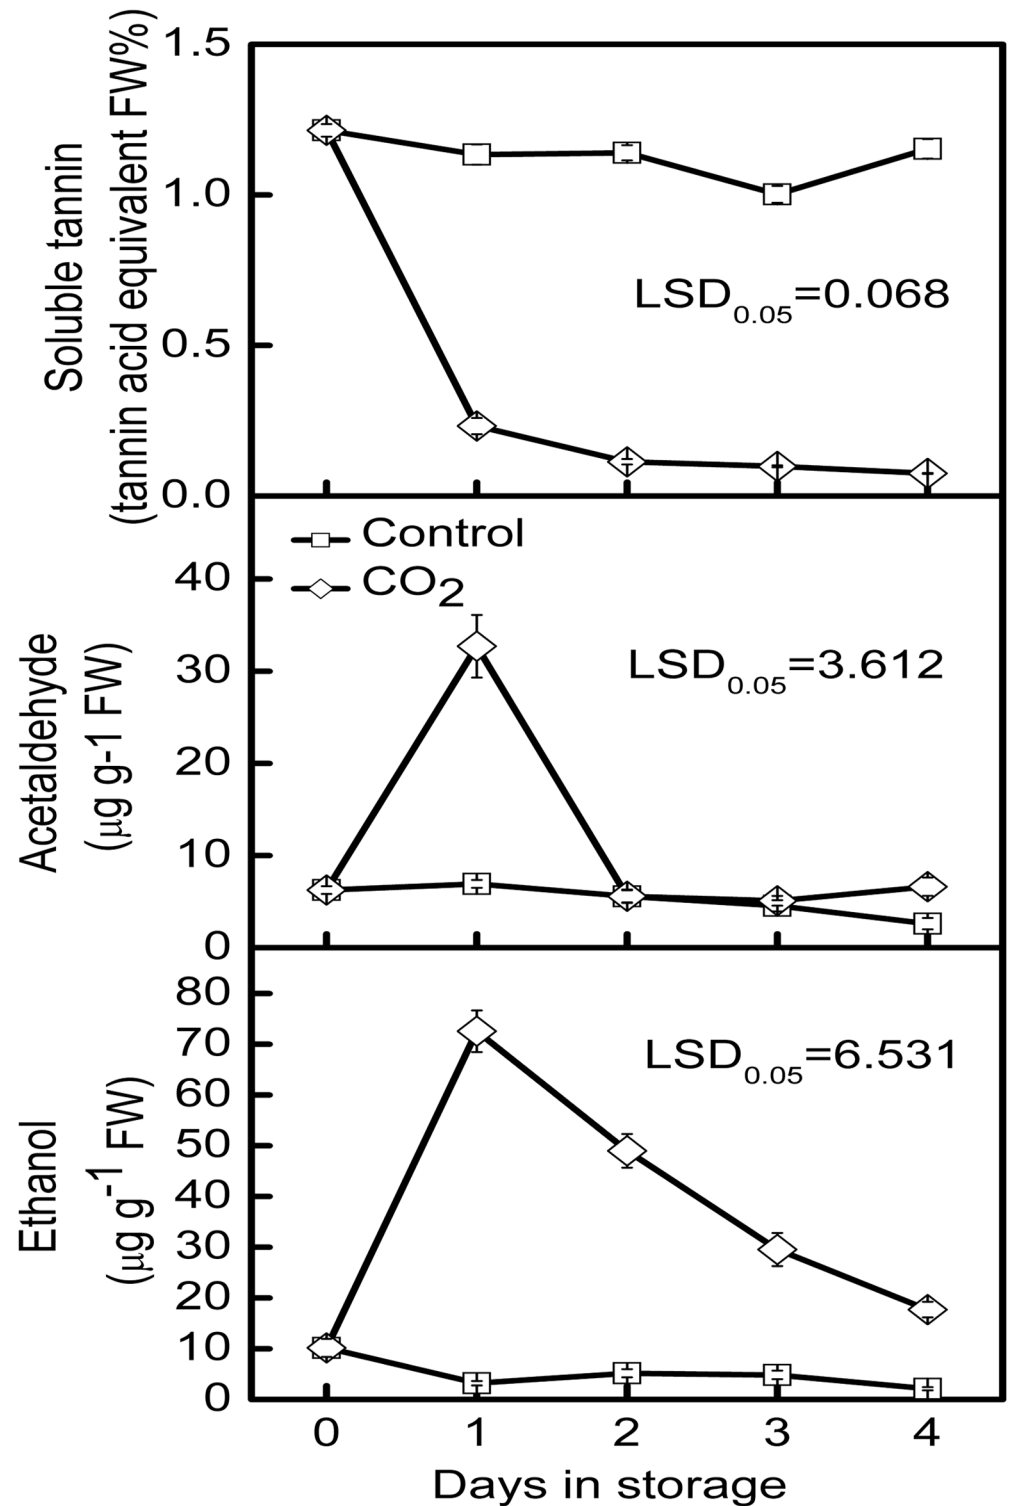 Soluble tannin
(tannin acid equivalent FW%)
1.5
1.0
0.5
0.0
LSD0.05=0.068
Acetaldehyde
(μg g-1 FW)
40
30
20
10
0
Control
CO2
LSD0.05=3.612
Ethanol
(μg g-1 FW)
80
70
60
50
40
30
20
10
0
LSD0.05=6.531
0 1 2 3 4
Days in storage